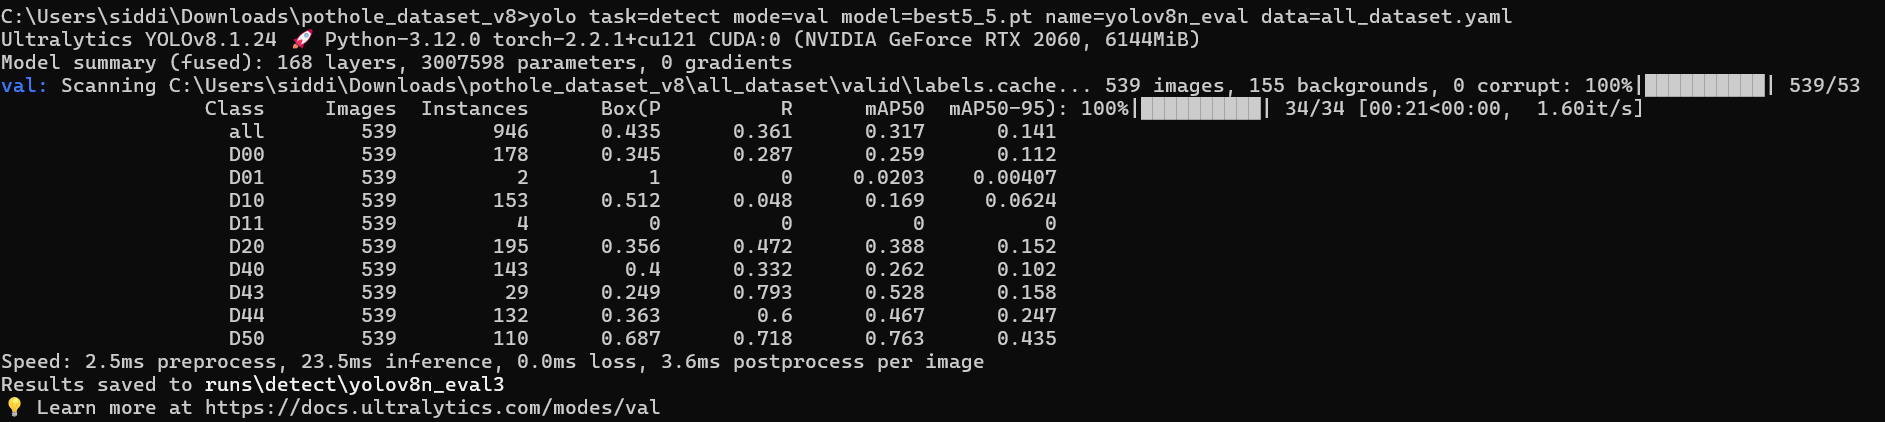 C:\Users\siddi\Downloads\pothole_dataset_v8>yolo task=detect mode=val model=best5_5.pt name=yolov8n_eval data=all_dataset.yaml
Ultralytics YOLOv8.1.24 🚀 Python-3.12.0 torch-2.2.1+cu121 CUDA:0 (NVIDIA GeForce RTX 2060, 6144MiB)
Model summary (fused): 168 layers, 3007598 parameters, 0 gradients
val: Scanning C:\Users\siddi\Downloads\pothole_dataset_v8\all_dataset\valid\labels.cache... 539 images, 155 backgrounds, 0 corrupt: 100%|██████████| 539/53
Class Images Instances Box(P R mAP50 mAP50-95): 100%|██████████| 34/34 [00:21<00:00, 1.60it/s]
all 539 946 0.435 0.361 0.317 0.141
D00 539 178 0.345 0.287 0.259 0.112
D01 539 2 1 0 0.0203 0.00407
D10 539 153 0.512 0.048 0.169 0.0624
D11 539 4 0 0 0 0
D20 539 195 0.356 0.472 0.388 0.152
D40 539 143 0.4 0.332 0.262 0.102
D43 539 29 0.249 0.793 0.528 0.158
D44 539 132 0.363 0.6 0.467 0.247
D50 539 110 0.687 0.718 0.763 0.435
Speed: 2.5ms preprocess, 23.5ms inference, 0.0ms loss, 3.6ms postprocess per image
Results saved to runs\detect\yolov8n_eval3
💡 Learn more at https://docs.ultralytics.com/modes/val